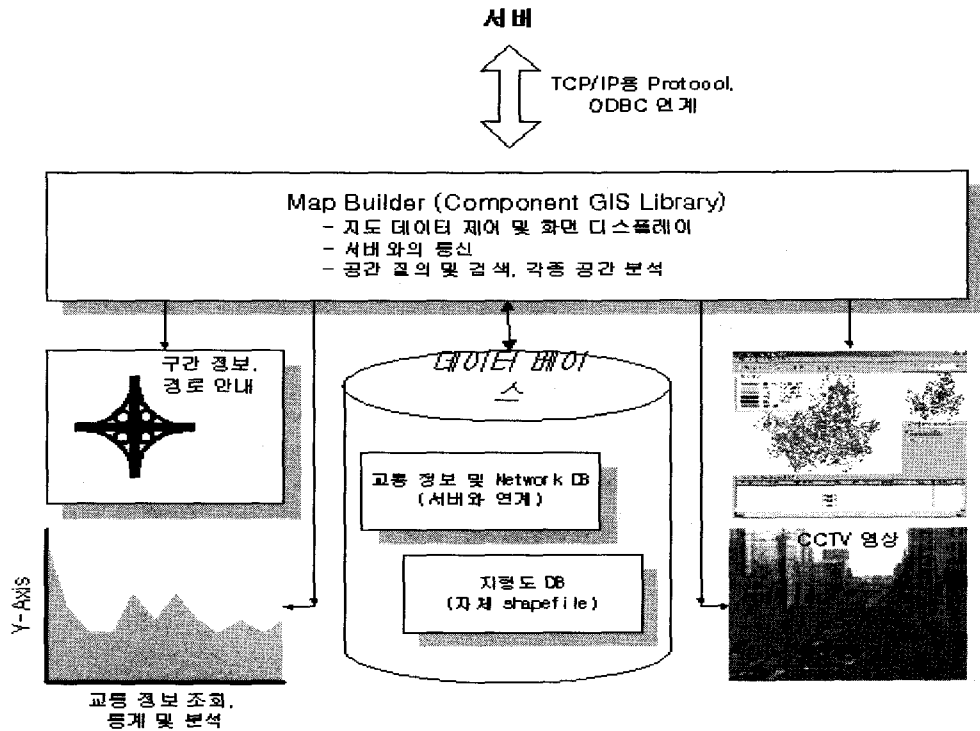 서버
TCP/IP용 Protocol,
ODBC 연계
Map Builder (Component GIS Library)
- 지도 데이터 제어 및 화면 디스플레이
- 서버와의 통신
- 공간 질의 및 검색, 각종 공간 분석
구간 정보,
경로 안내
데이터 베이
스
교통 정보 및 Network DB
(서버와 연계)
지형도 DB
(자체 shapefile)
CCTV 영상
Y-Axis
교통 정보 조회,
통계 및 분석